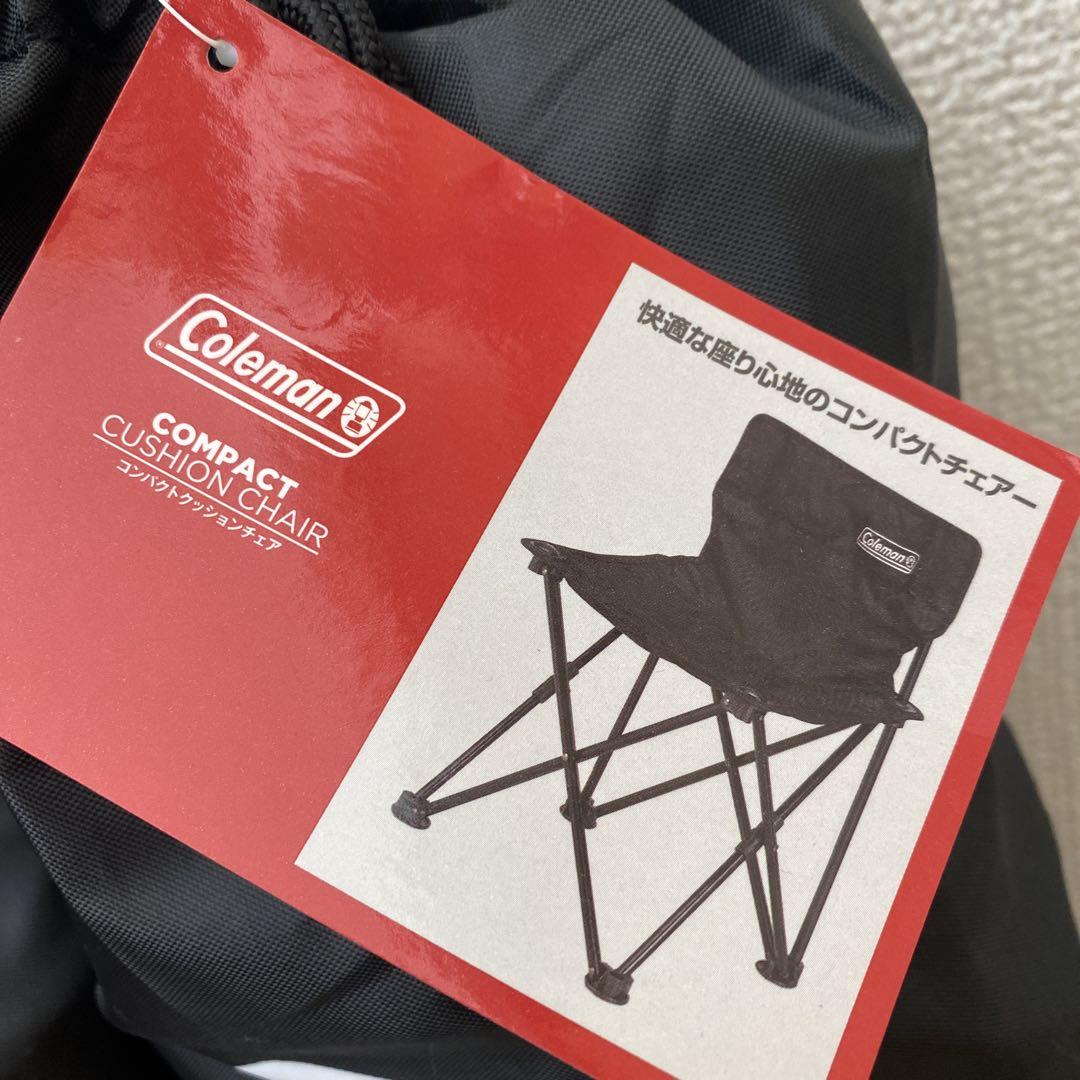 Coleman
COMPACT
CUSHION CHAIR
コンパクトクッションチェア
快適な座り心地のコンパクトチェアー
Coleman